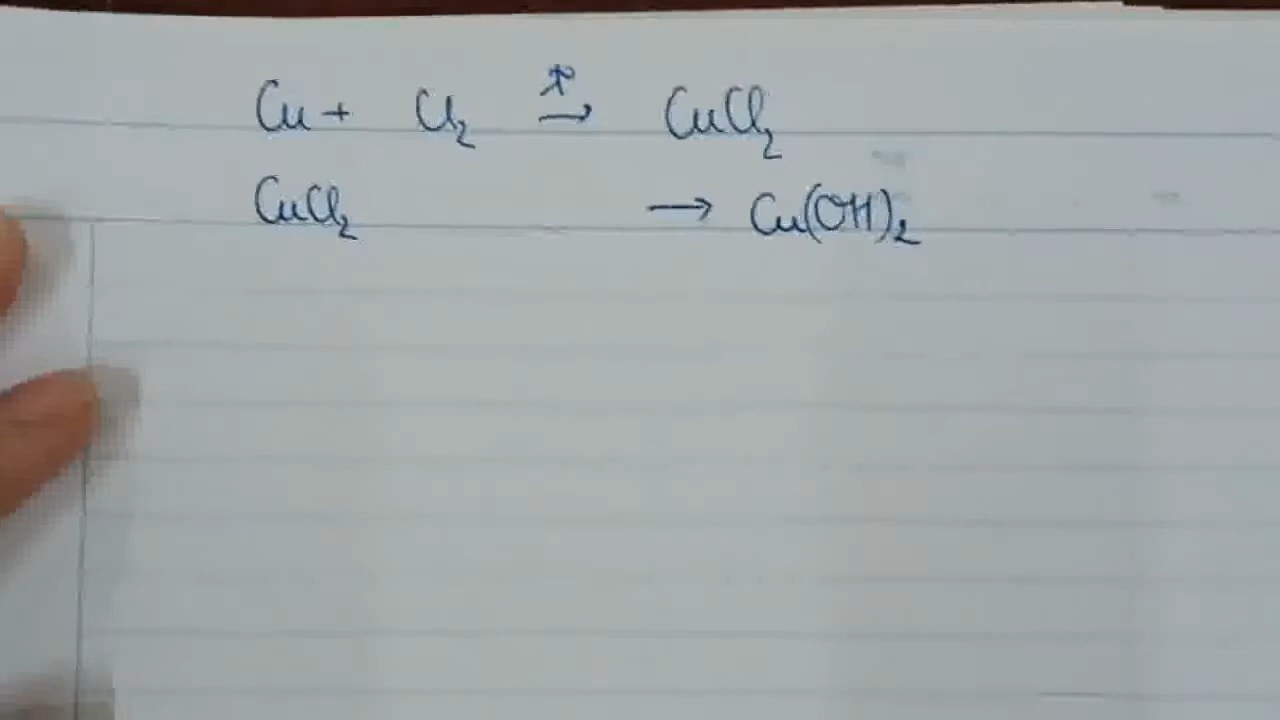 Cu + Cl₂ →(t°) CuCl₂
CuCl₂ → Cu(OH)₂